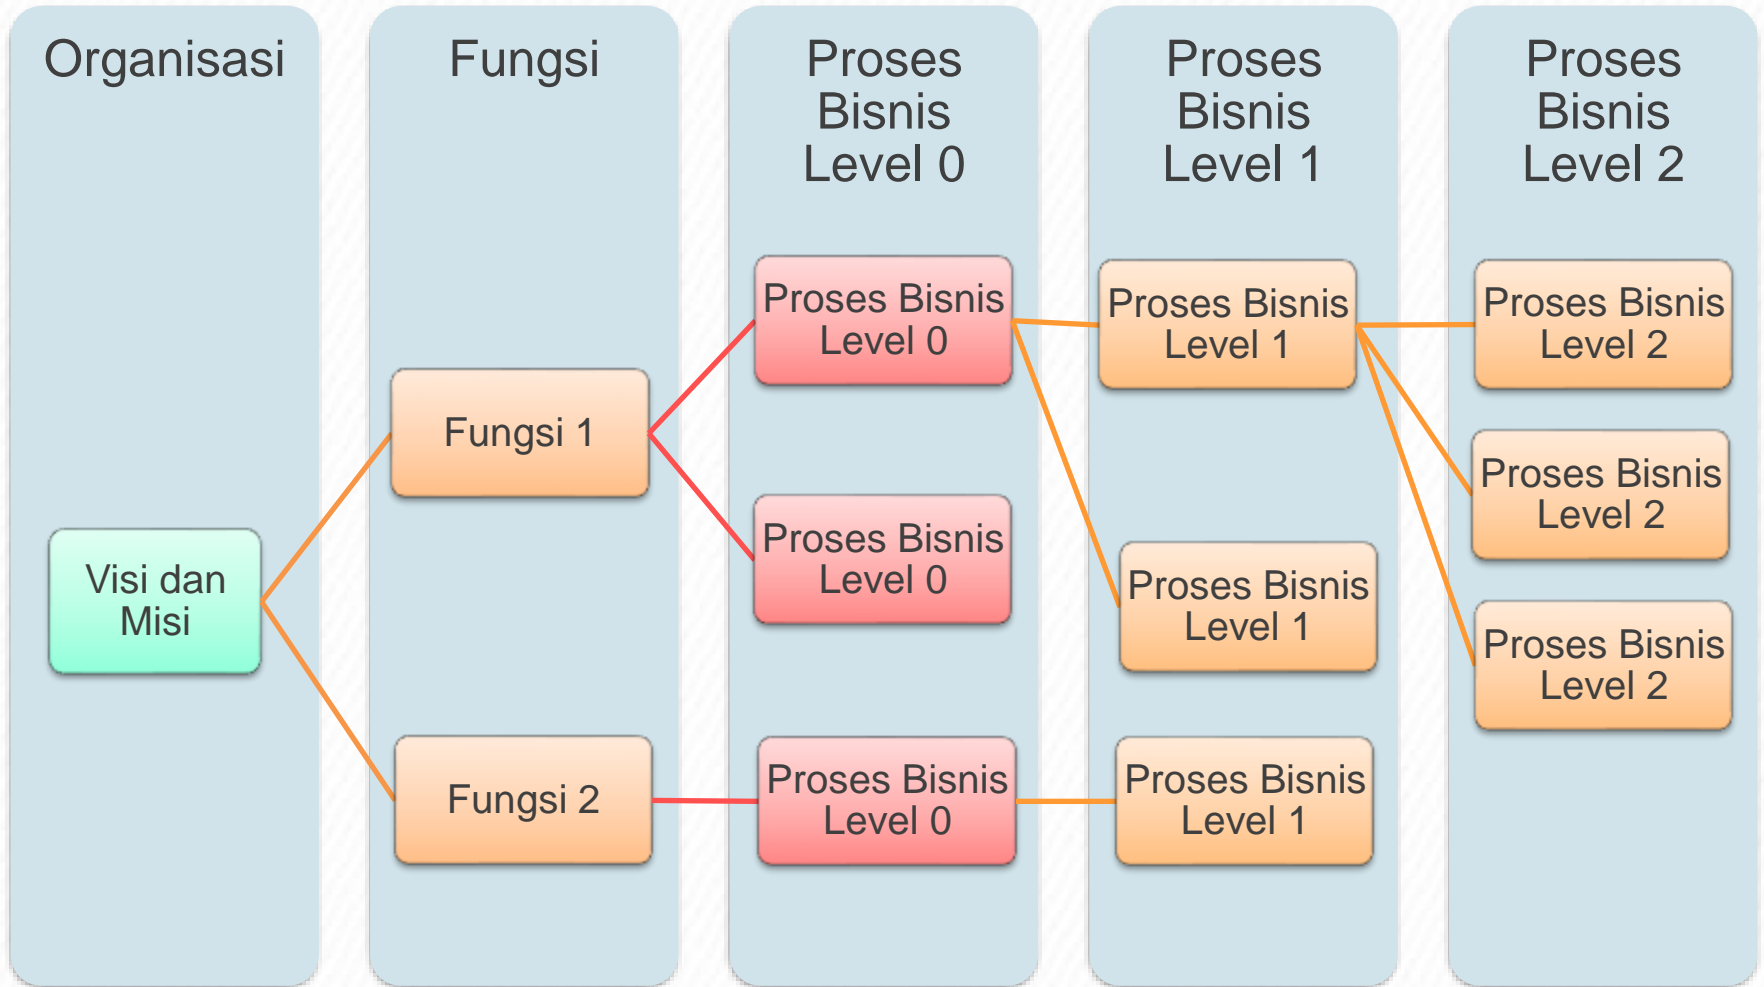 Organisasi
Fungsi
Proses
Bisnis
Level 0
Proses
Bisnis
Level 1
Proses
Bisnis
Level 2
Visi dan
Misi
Fungsi 1
Fungsi 2
Proses Bisnis
Level 0
Proses Bisnis
Level 0
Proses Bisnis
Level 0
Proses Bisnis
Level 1
Proses Bisnis
Level 1
Proses Bisnis
Level 1
Proses Bisnis
Level 2
Proses Bisnis
Level 2
Proses Bisnis
Level 2